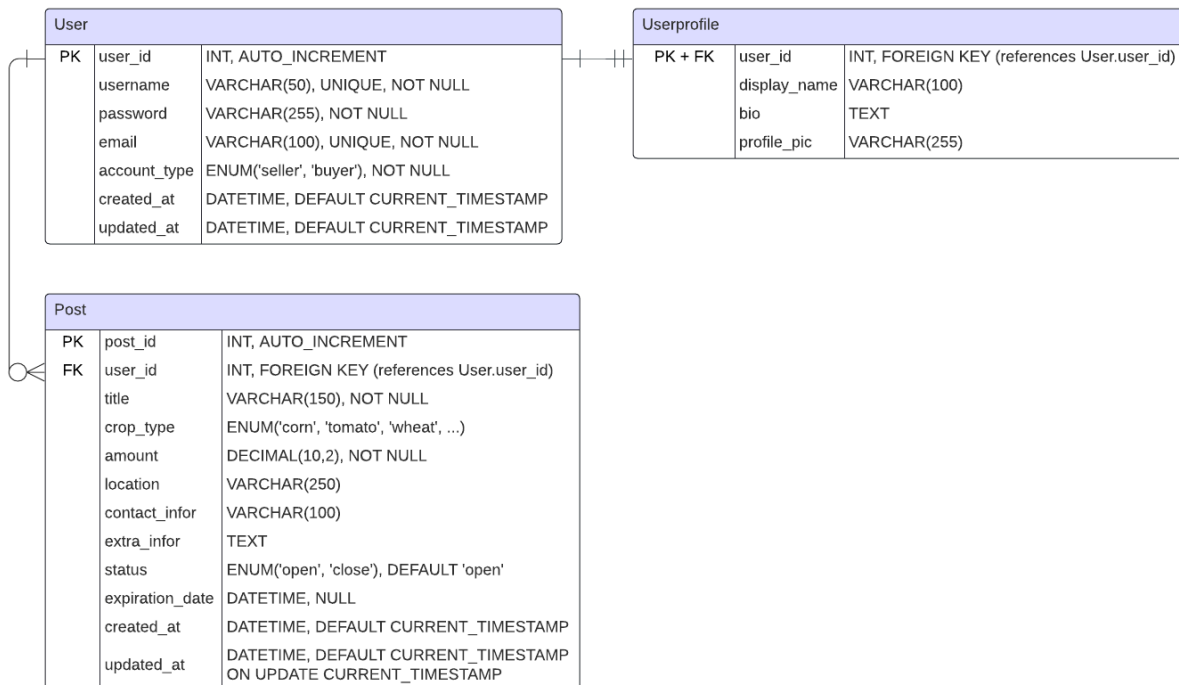 User
PK user_id INT, AUTO_INCREMENT
username VARCHAR(50), UNIQUE, NOT NULL
password VARCHAR(255), NOT NULL
email VARCHAR(100), UNIQUE, NOT NULL
account_type ENUM('seller', 'buyer'), NOT NULL
created_at DATETIME, DEFAULT CURRENT_TIMESTAMP
updated_at DATETIME, DEFAULT CURRENT_TIMESTAMP
Userprofile
PK + FK user_id INT, FOREIGN KEY (references User.user_id)
display_name VARCHAR(100)
bio TEXT
profile_pic VARCHAR(255)
Post
PK post_id INT, AUTO_INCREMENT
FK user_id INT, FOREIGN KEY (references User.user_id)
title VARCHAR(150), NOT NULL
crop_type ENUM('corn', 'tomato', 'wheat', ...)
amount DECIMAL(10,2), NOT NULL
location VARCHAR(250)
contact_infor VARCHAR(100)
extra_infor TEXT
status ENUM('open', 'close'), DEFAULT 'open'
expiration_date DATETIME, NULL
created_at DATETIME, DEFAULT CURRENT_TIMESTAMP
updated_at DATETIME, DEFAULT CURRENT_TIMESTAMP
ON UPDATE CURRENT_TIMESTAMP